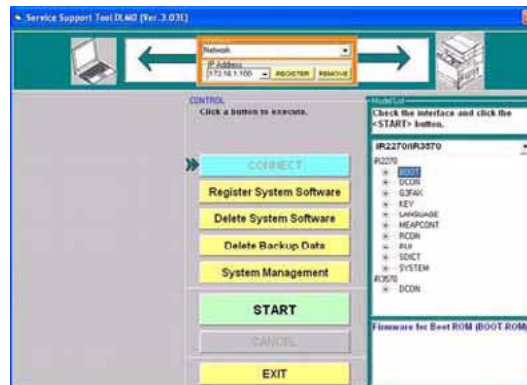 Service Support Tool DLM0 (Ver.3.03E)
Network
IP Address
172.16.1.100
REGISTER
REMOVE
CONTROL
Click a button to execute.
CONNECT
Register System Software
Delete System Software
Delete Backup Data
System Management
START
CANCEL
EXIT
Model List
Check the interface and click the
<START> button.
iR2270/iR3570
iR2270
BOOT
DCON
G3FAX
KEY
LANGUAGE
MEAPCONT
RCON
RUI
SDICT
SYSTEM
iR3570
DCON
Firmware for Boot ROM (BOOT-ROM)